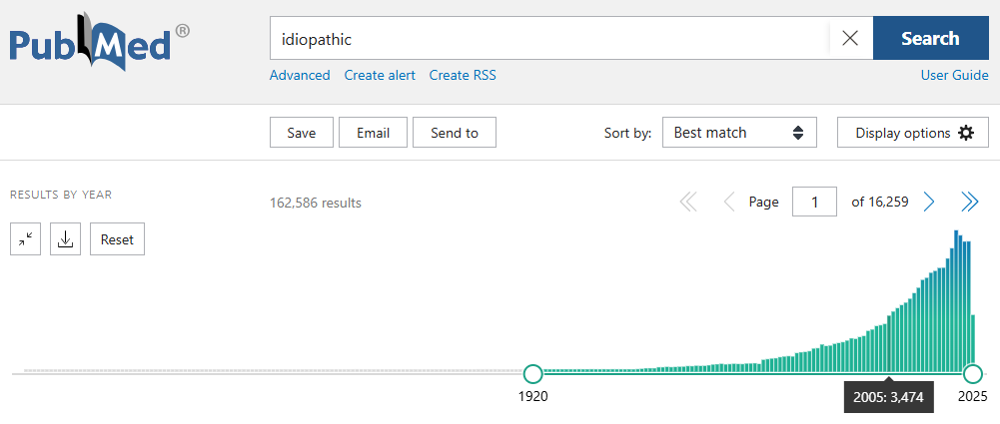 PubMed®
idiopathic
Search
Advanced Create alert Create RSS
User Guide
Save Email Send to
Sort by: Best match
Display options
RESULTS BY YEAR
162,586 results
Page 1 of 16,259
Reset
2005: 3,474
1920
2025